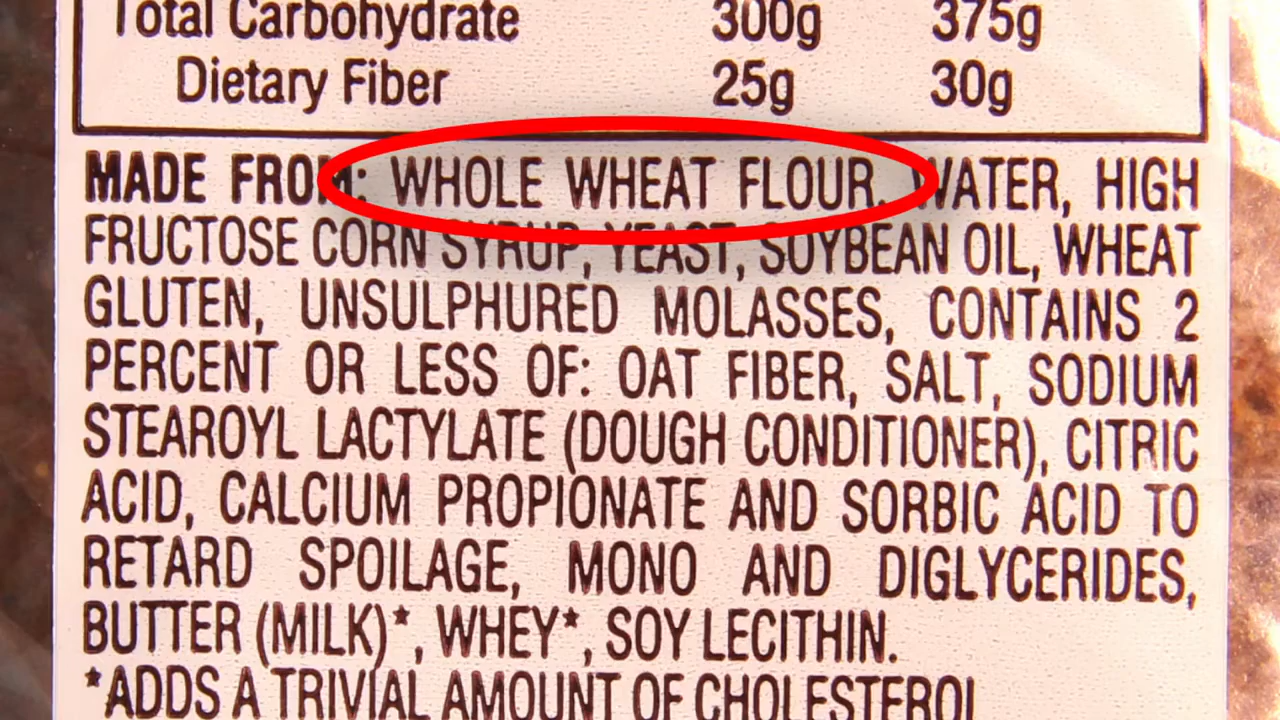 Total Carbohydrate 300g 375g
Dietary Fiber 25g 30g
MADE FROM: WHOLE WHEAT FLOUR, WATER, HIGH
FRUCTOSE CORN SYRUP, YEAST, SOYBEAN OIL, WHEAT
GLUTEN, UNSULPHURED MOLASSES, CONTAINS 2
PERCENT OR LESS OF: OAT FIBER, SALT, SODIUM
STEAROYL LACTYLATE (DOUGH CONDITIONER), CITRIC
ACID, CALCIUM PROPIONATE AND SORBIC ACID TO
RETARD SPOILAGE, MONO AND DIGLYCERIDES,
BUTTER (MILK)*, WHEY*, SOY LECITHIN.
*ADDS A TRIVIAL AMOUNT OF CHOLESTEROL